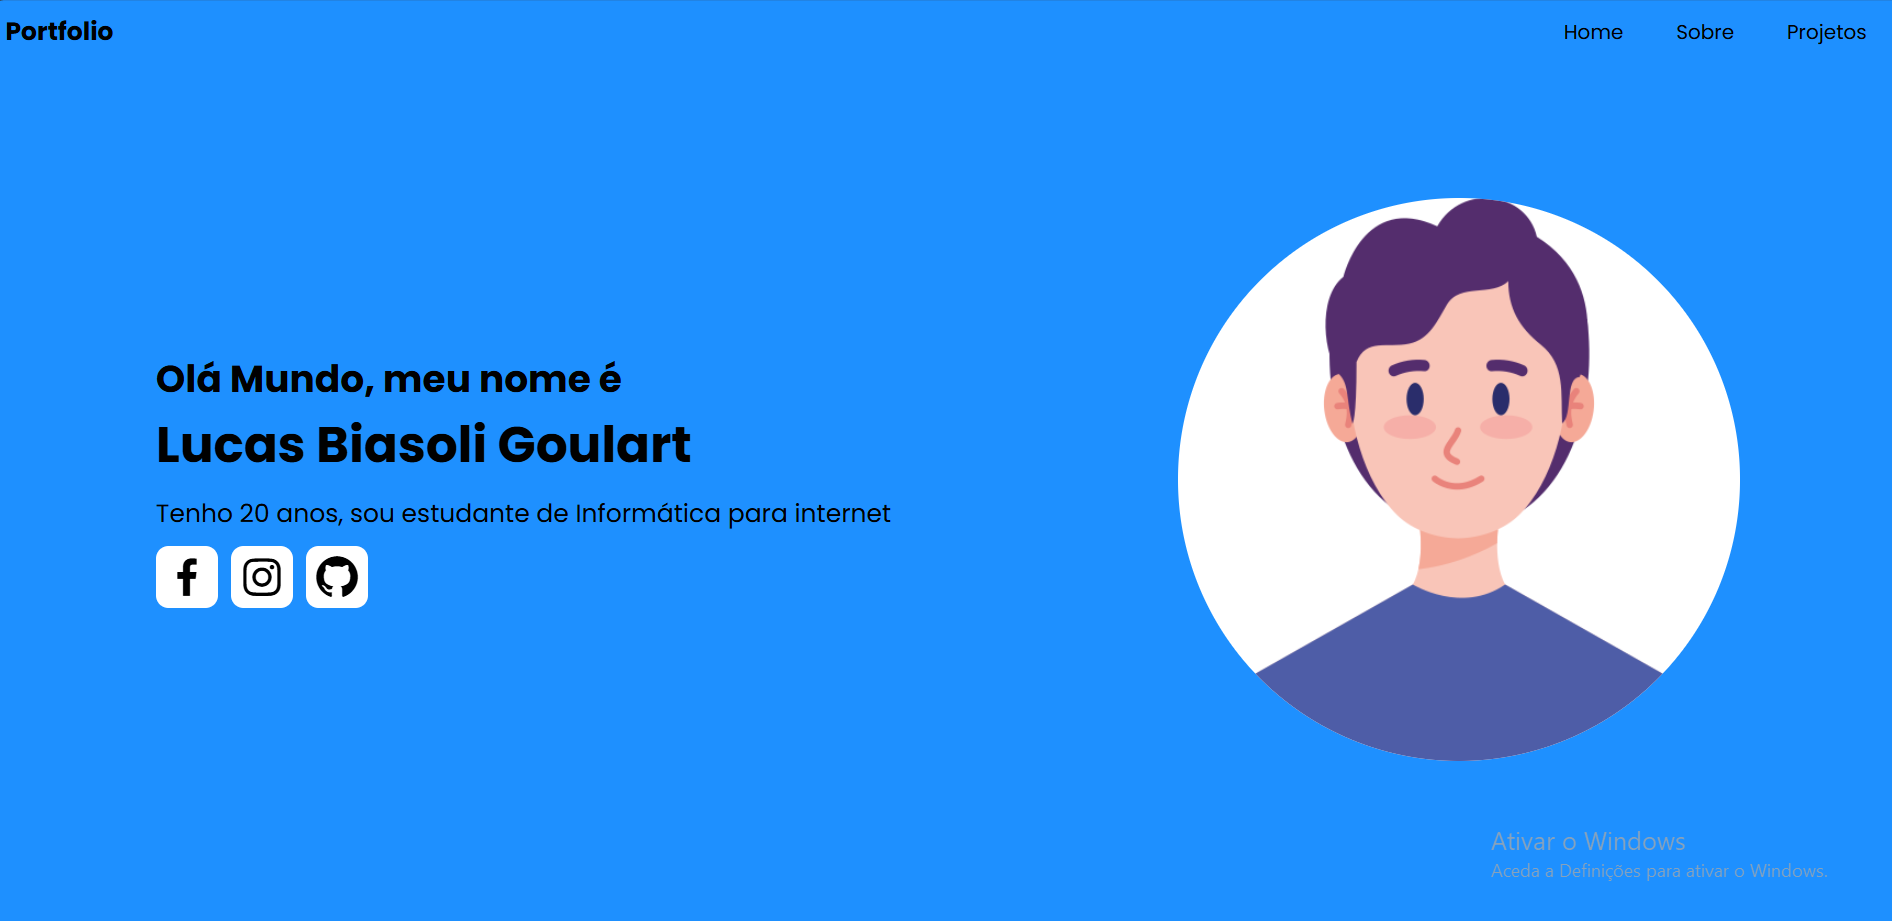 Portfolio
Home
Sobre
Projetos
Olá Mundo, meu nome é
Lucas Biasoli Goulart
Tenho 20 anos, sou estudante de Informática para internet
Ativar o Windows
Aceda a Definições para ativar o Windows.